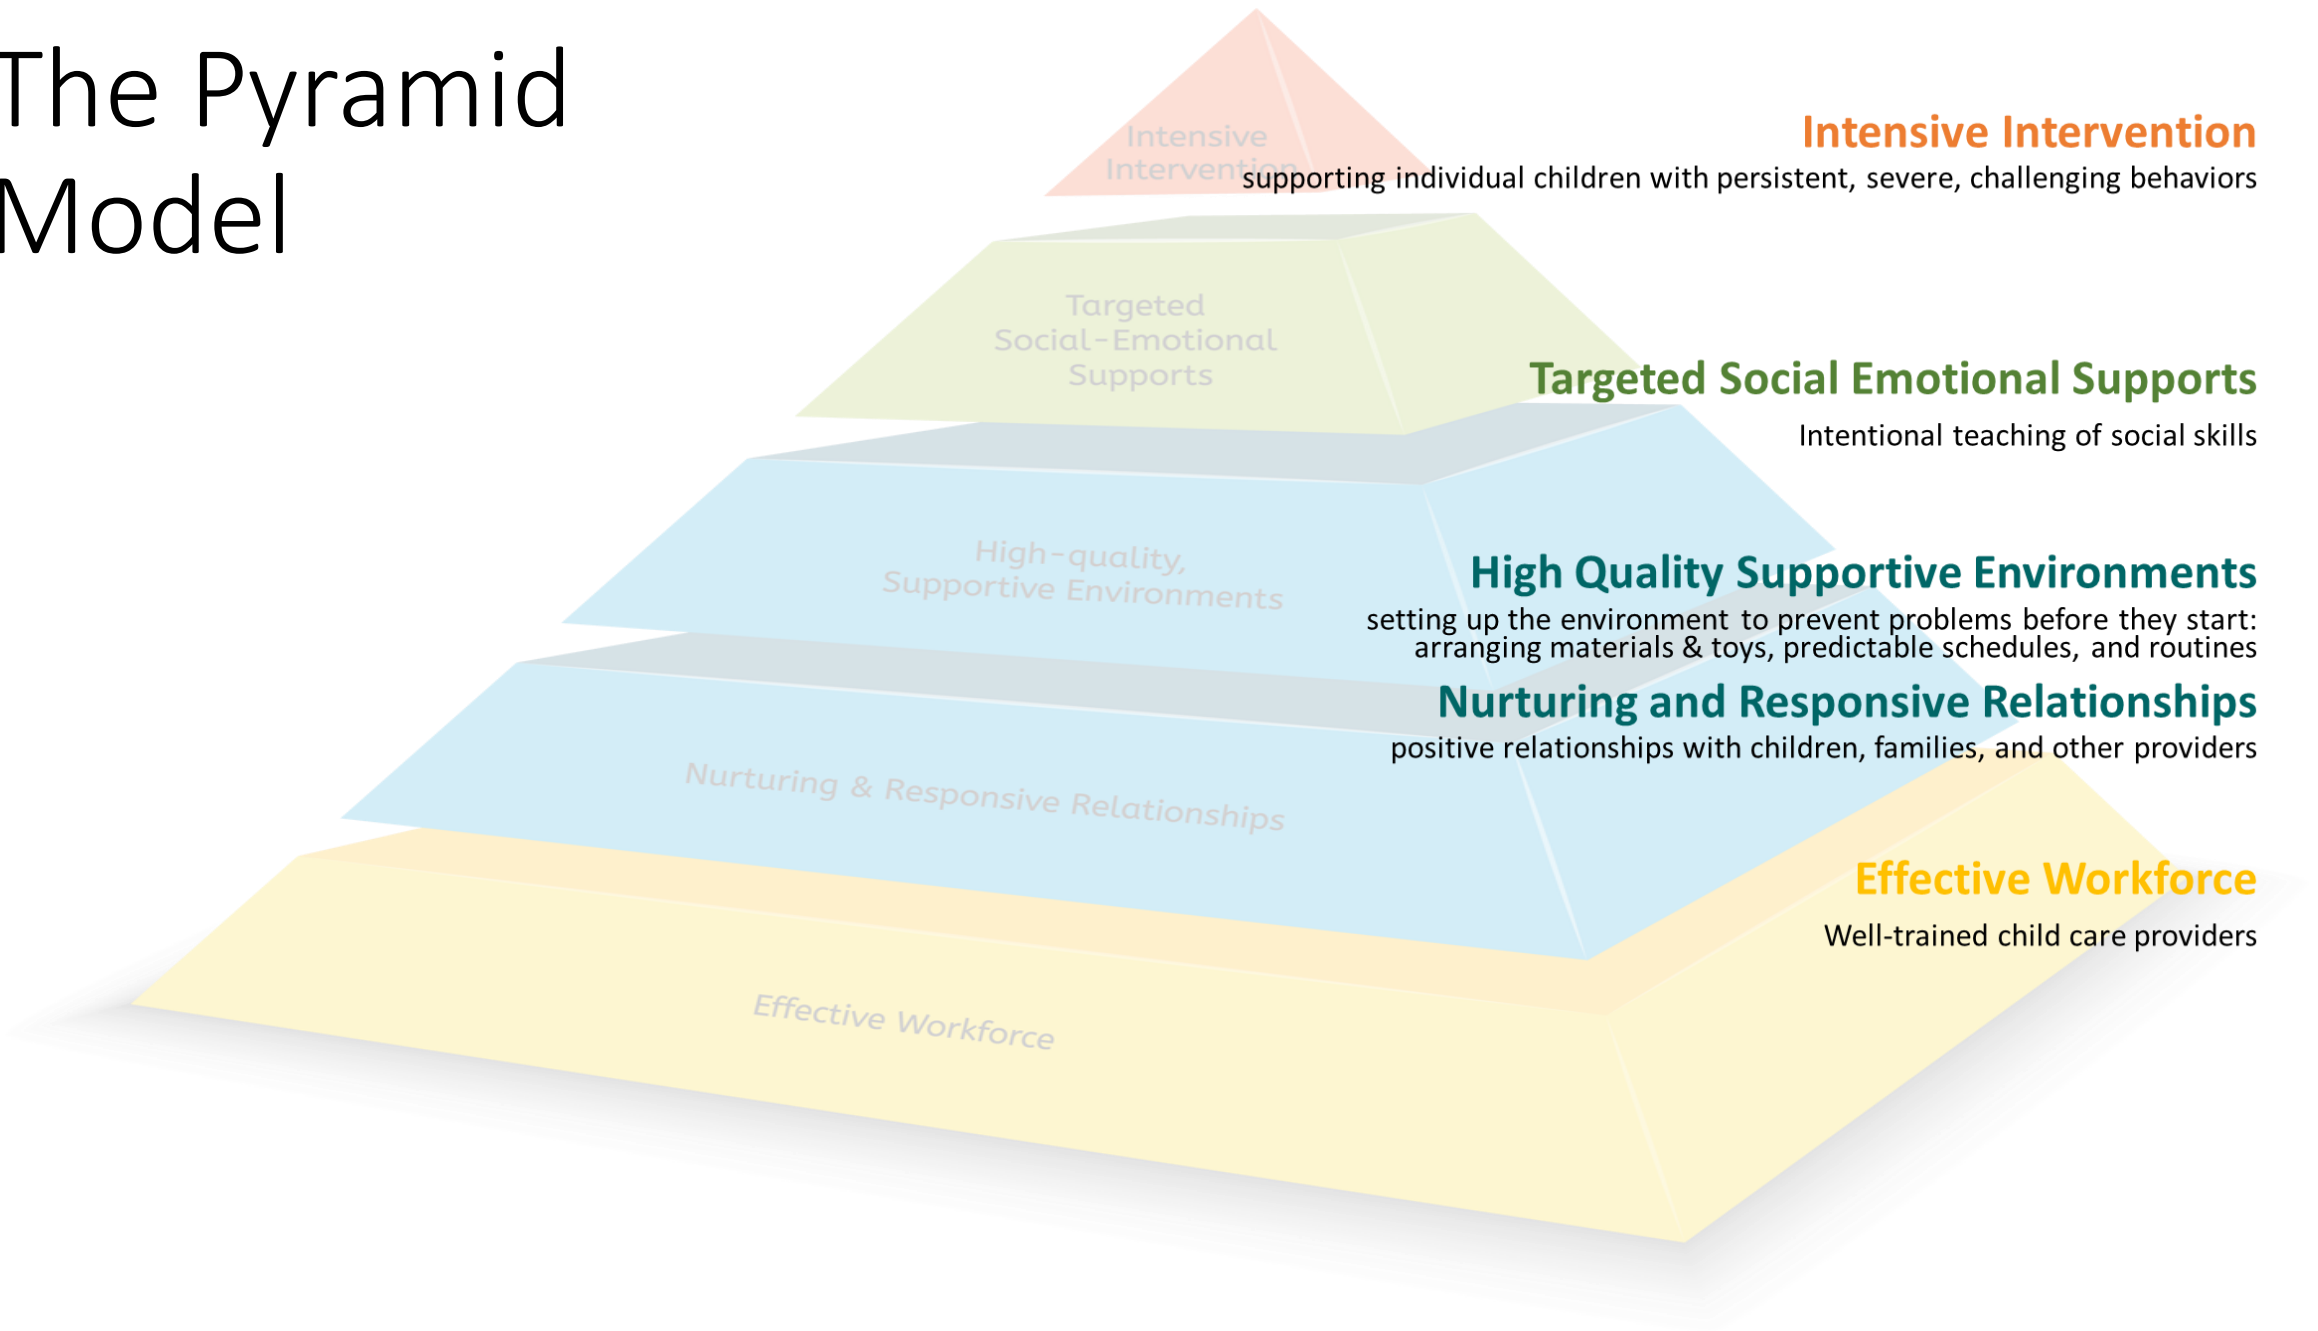 The Pyramid
Model
Intensive
Intervention
Intensive Intervention
supporting individual children with persistent, severe, challenging behaviors
Targeted
Social-Emotional
Supports
Targeted Social Emotional Supports
Intentional teaching of social skills
High-quality,
Supportive Environments
High Quality Supportive Environments
setting up the environment to prevent problems before they start:
arranging materials & toys, predictable schedules, and routines
Nurturing & Responsive Relationships
Nurturing and Responsive Relationships
positive relationships with children, families, and other providers
Effective Workforce
Effective Workforce
Well-trained child care providers